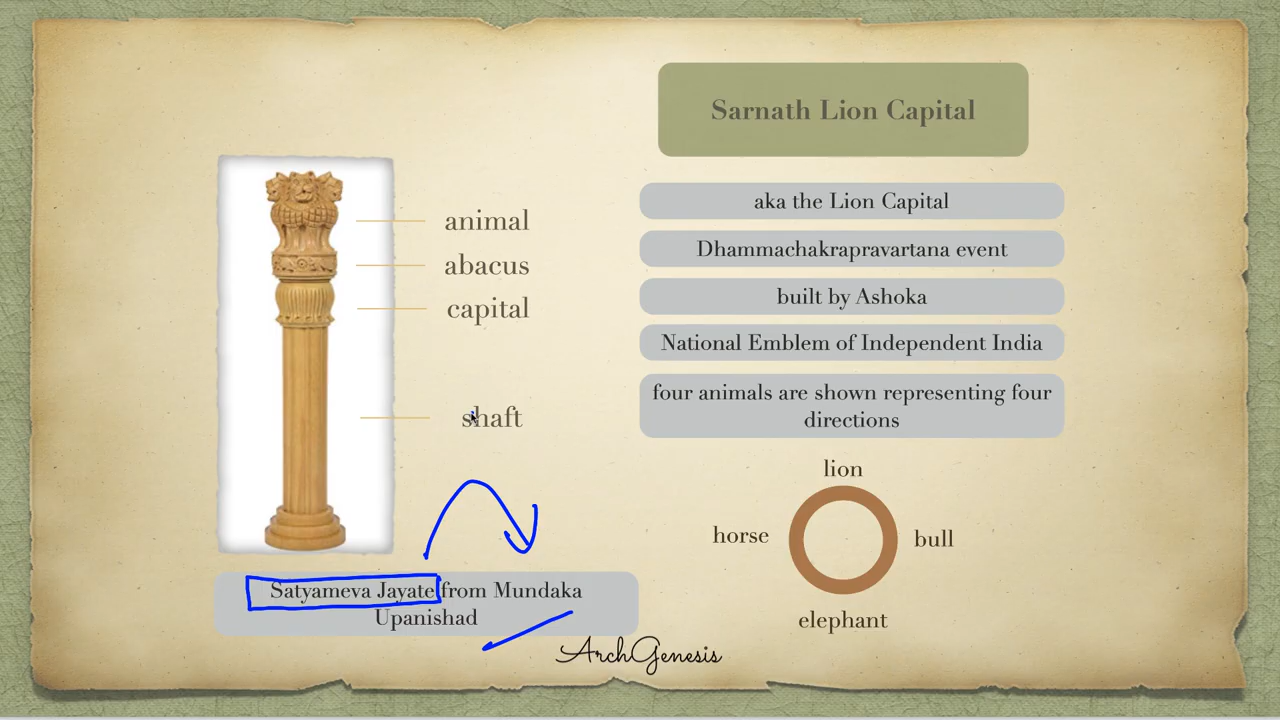 Sarnath Lion Capital
aka the Lion Capital
Dhammachakrapravartana event
built by Ashoka
National Emblem of Independent India
four animals are shown representing four
directions
animal
abacus
capital
shaft
lion
horse
bull
elephant
Satyameva Jayate from Mundaka
Upanishad
ArchGenesis